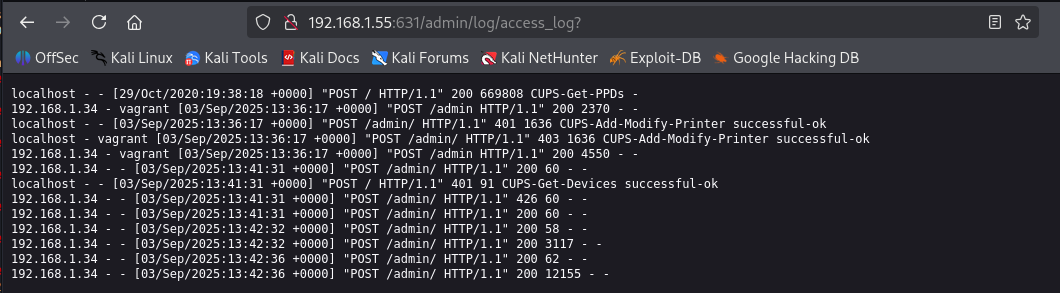 192.168.1.55:631/admin/log/access_log?
OffSec Kali Linux Kali Tools Kali Docs Kali Forums Kali NetHunter Exploit-DB Google Hacking DB
localhost - - [29/Oct/2020:19:38:18 +0000] "POST / HTTP/1.1" 200 669808 CUPS-Get-PPDs -
192.168.1.34 - vagrant [03/Sep/2025:13:36:17 +0000] "POST /admin HTTP/1.1" 200 2370 - -
localhost - - [03/Sep/2025:13:36:17 +0000] "POST /admin/ HTTP/1.1" 401 1636 CUPS-Add-Modify-Printer successful-ok
localhost - vagrant [03/Sep/2025:13:36:17 +0000] "POST /admin/ HTTP/1.1" 403 1636 CUPS-Add-Modify-Printer successful-ok
192.168.1.34 - vagrant [03/Sep/2025:13:36:17 +0000] "POST /admin HTTP/1.1" 200 4550 - -
192.168.1.34 - - [03/Sep/2025:13:41:31 +0000] "POST /admin/ HTTP/1.1" 200 60 - -
localhost - - [03/Sep/2025:13:41:31 +0000] "POST / HTTP/1.1" 401 91 CUPS-Get-Devices successful-ok
192.168.1.34 - - [03/Sep/2025:13:41:31 +0000] "POST /admin/ HTTP/1.1" 426 60 - -
192.168.1.34 - - [03/Sep/2025:13:41:31 +0000] "POST /admin/ HTTP/1.1" 200 60 - -
192.168.1.34 - - [03/Sep/2025:13:42:32 +0000] "POST /admin/ HTTP/1.1" 200 58 - -
192.168.1.34 - - [03/Sep/2025:13:42:32 +0000] "POST /admin/ HTTP/1.1" 200 3117 - -
192.168.1.34 - - [03/Sep/2025:13:42:36 +0000] "POST /admin/ HTTP/1.1" 200 62 - -
192.168.1.34 - - [03/Sep/2025:13:42:36 +0000] "POST /admin/ HTTP/1.1" 200 12155 - -